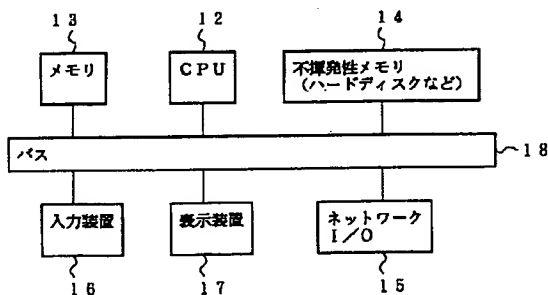 13
12
14
メモリ
CPU
不揮発性メモリ
(ハードディスクなど)
バス
18
入力装置
表示装置
ネットワーク
I/O
16
17
15